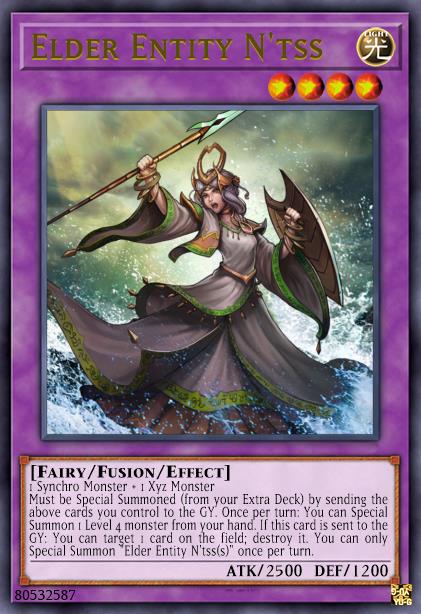 Elder Entity N'tss
LIGHT
光
[Fairy/Fusion/Effect]
1 Synchro Monster + 1 Xyz Monster
Must be Special Summoned (from your Extra Deck) by sending the
above cards you control to the GY. Once per turn: You can Special
Summon 1 Level 4 monster from your hand. If this card is sent to the
GY: You can target 1 card on the field; destroy it. You can only
Special Summon "Elder Entity N'tss(s)" once per turn.
ATK/2500 DEF/1200
80532587